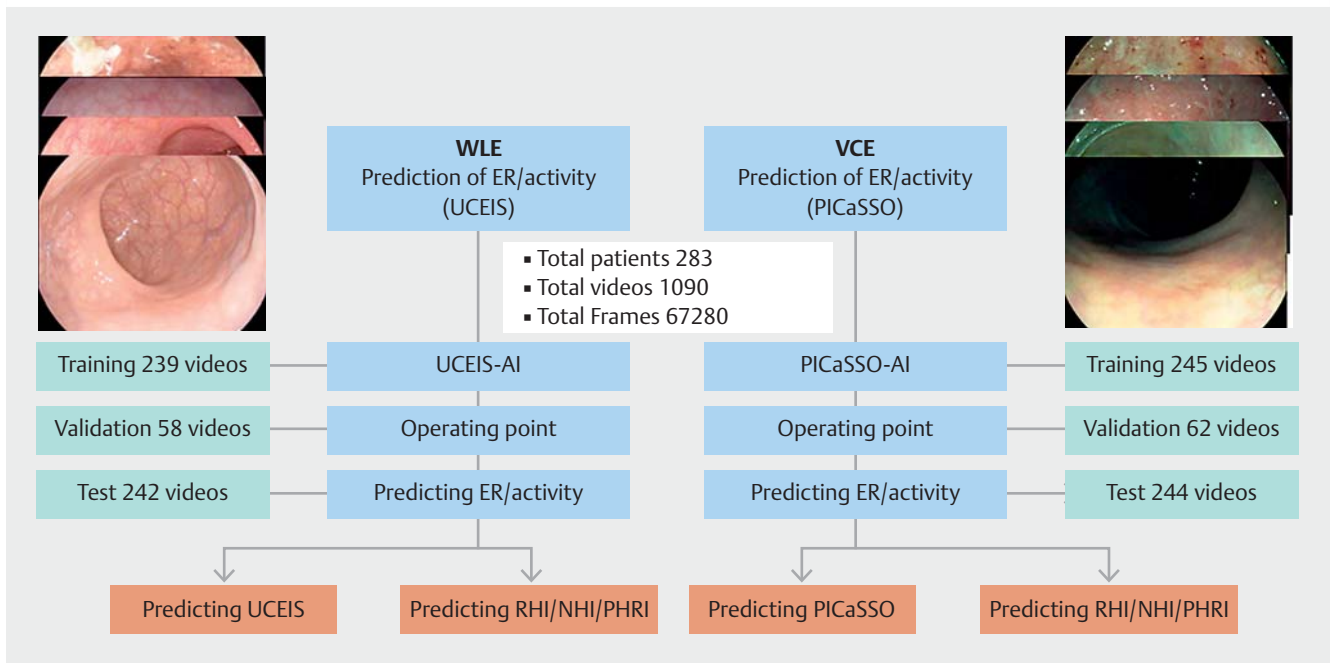 WLE
Prediction of ER/activity
(UCEIS)
VCE
Prediction of ER/activity
(PICaSSO)
▪ Total patients 283
▪ Total videos 1090
▪ Total Frames 67280
Training 239 videos
UCEIS-AI
PICaSSO-AI
Training 245 videos
Validation 58 videos
Operating point
Operating point
Validation 62 videos
Test 242 videos
Predicting ER/activity
Predicting ER/activity
Test 244 videos
Predicting UCEIS
Predicting RHI/NHI/PHRI
Predicting PICaSSO
Predicting RHI/NHI/PHRI